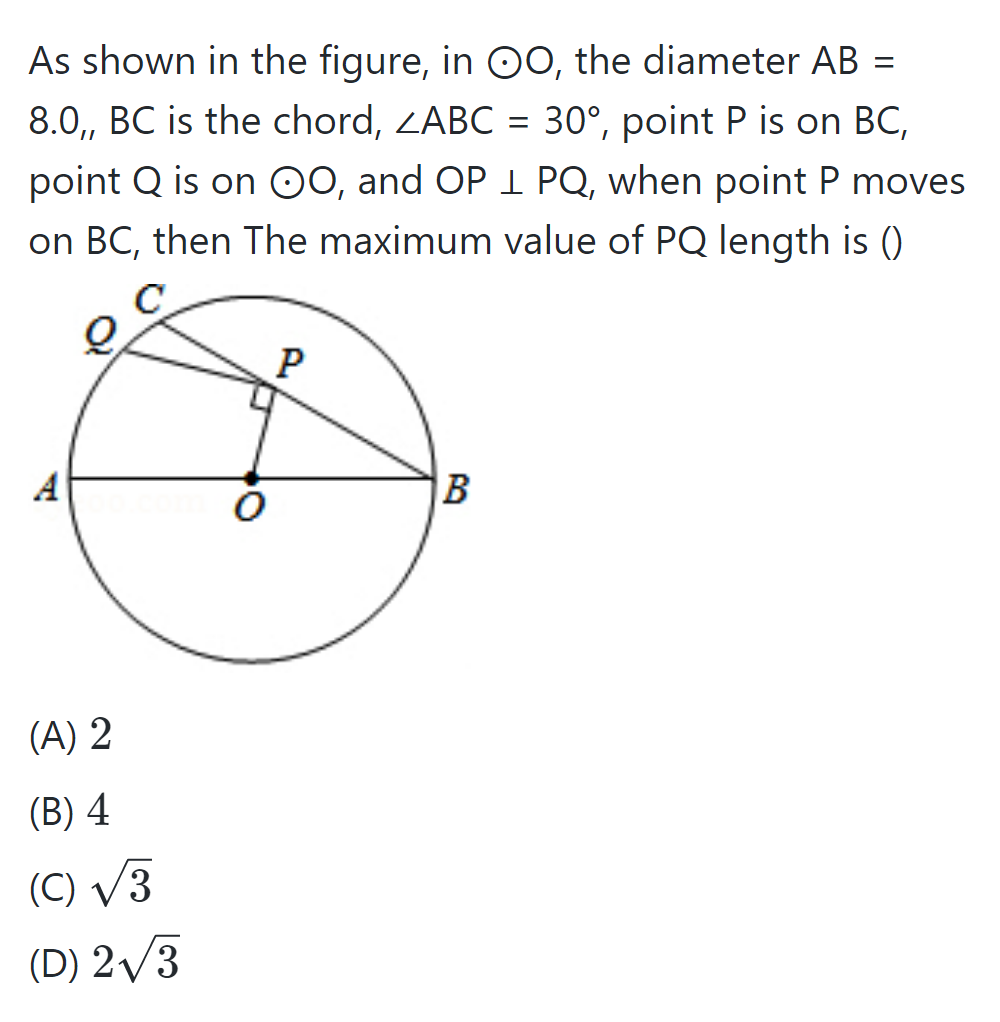 As shown in the figure, in ⊙O, the diameter AB =
8.0,, BC is the chord, ∠ABC = 30°, point P is on BC,
point Q is on ⊙O, and OP ⊥ PQ, when point P moves
on BC, then The maximum value of PQ length is ()
C
Q
P
A
O
B
(A) 2
(B) 4
(C) √3
(D) 2√3